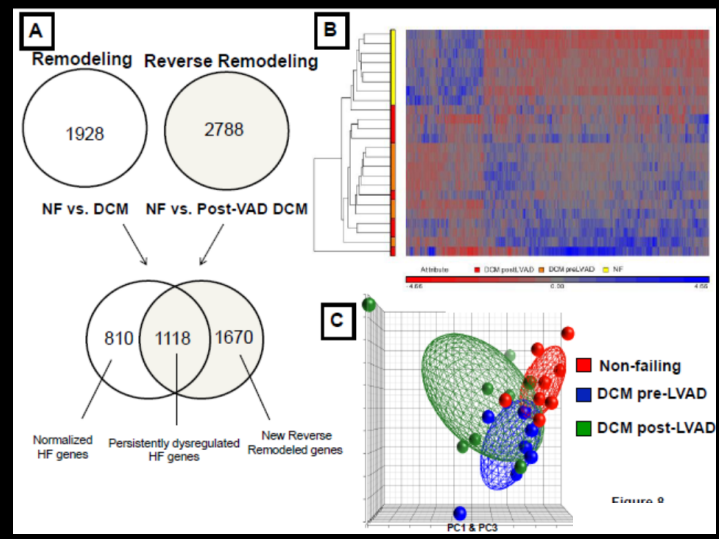 A
Remodeling Reverse Remodeling
1928
2788
NF vs. DCM NF vs. Post-VAD DCM
810
1118
1670
Normalized
HF genes
Persistently dysregulated
HF genes
New Reverse
Remodeled genes
B
Attribute DCM postLVAD DCM preLVAD NF
-4.66 0.00 4.66
C
Non-failing
DCM pre-LVAD
DCM post-LVAD
PC1 & PC3
Figure 8